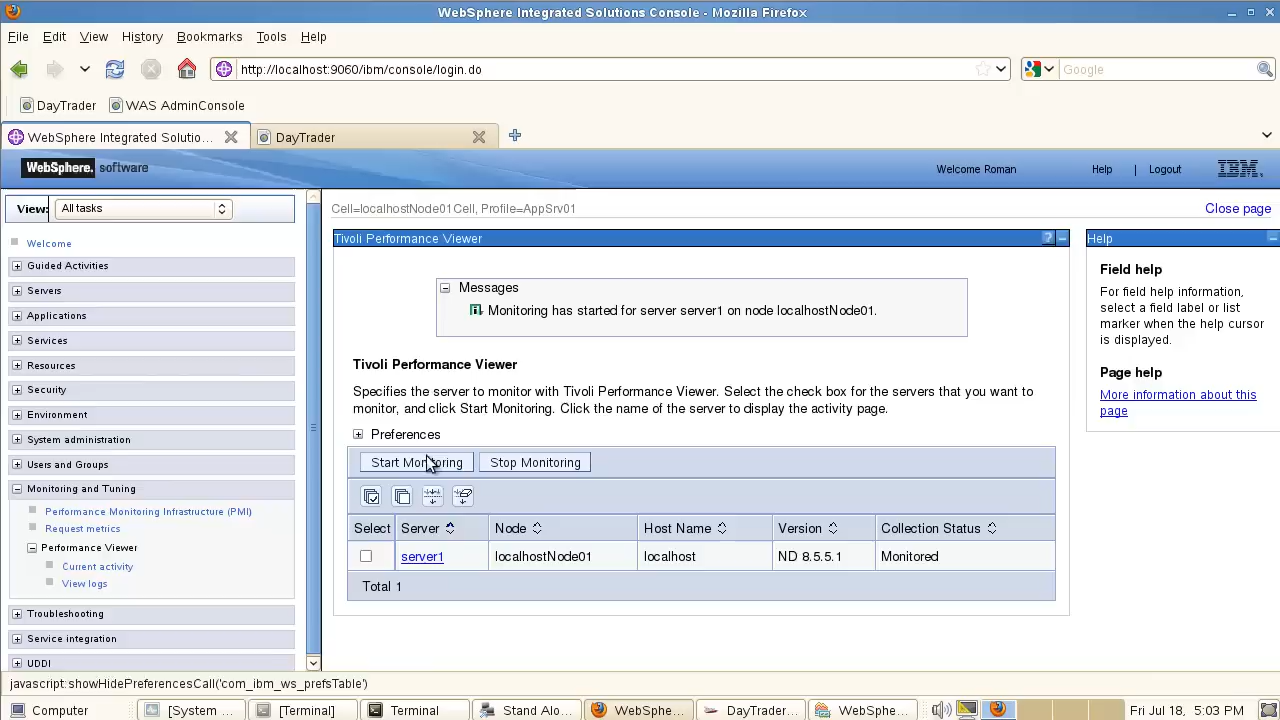 WebSphere Integrated Solutions Console - Mozilla Firefox
File Edit View History Bookmarks Tools Help
http://localhost:9060/ibm/console/login.do
Google
DayTrader WAS AdminConsole
WebSphere Integrated Solutio... DayTrader
WebSphere. software Welcome Roman Help | Logout IBM
View: All tasks
Cell=localhostNode01Cell, Profile=AppSrv01
Close page
Welcome
Guided Activities
Servers
Applications
Services
Resources
Security
Environment
System administration
Users and Groups
Monitoring and Tuning
Performance Monitoring Infrastructure (PMI)
Request metrics
Performance Viewer
Current activity
View logs
Troubleshooting
Service integration
UDDI
Tivoli Performance Viewer
?
Messages
Monitoring has started for server server1 on node localhostNode01.
Tivoli Performance Viewer
Specifies the server to monitor with Tivoli Performance Viewer. Select the check box for the servers that you want to
monitor, and click Start Monitoring. Click the name of the server to display the activity page.
Preferences
Start Monitoring Stop Monitoring
Select Server Node Host Name Version Collection Status
server1 localhostNode01 localhost ND 8.5.5.1 Monitored
Total 1
Help
Field help
For field help information,
select a field label or list
marker when the help cursor
is displayed.
Page help
More information about this
page
javascript:showHidePreferencesCall('com_ibm_ws_prefsTable')
Computer [System [Terminal] Terminal Stand Alo... WebSphe... DayTrader... WebSphe... Fri Jul 18, 5:03 PM